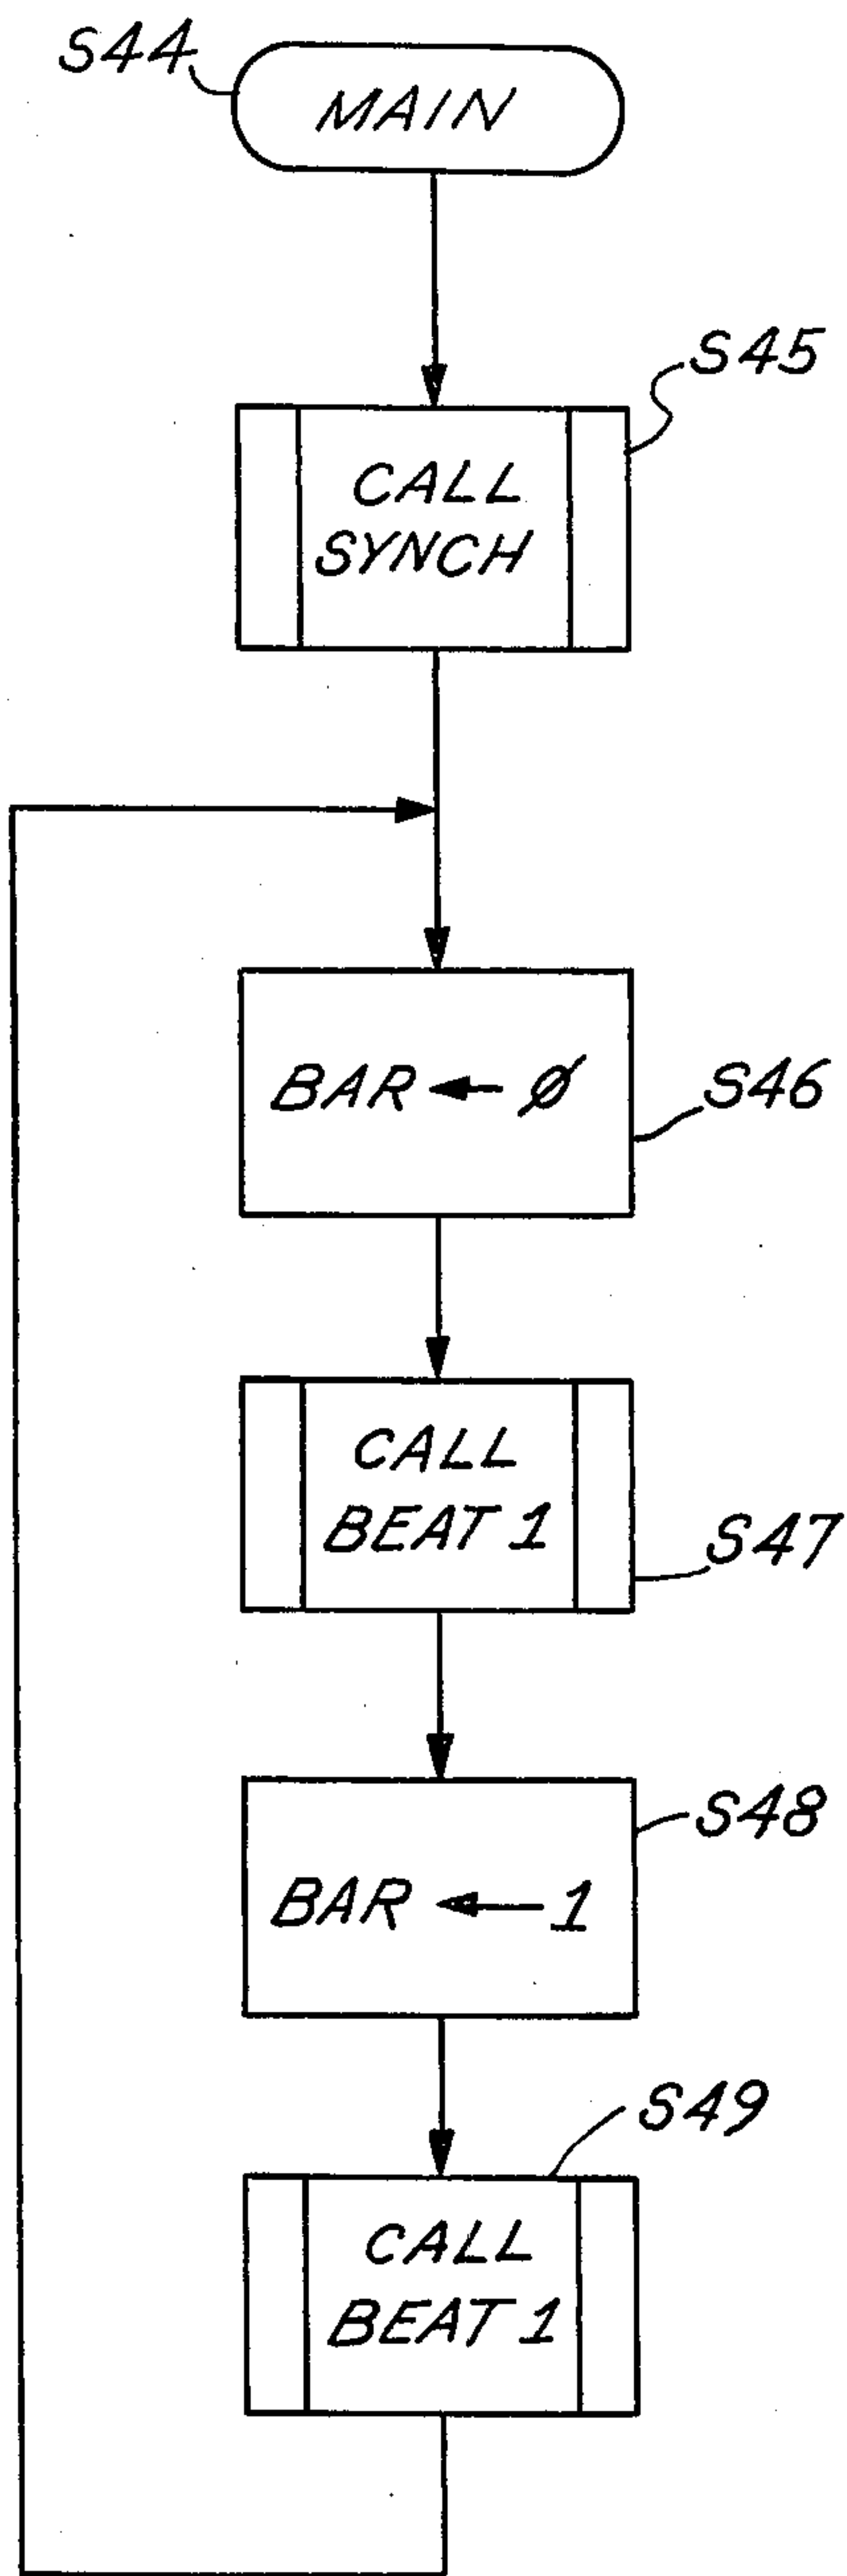 S44
MAIN
S45
CALL
SYNCH
BAR ← Ø
S46
CALL
BEAT 1
S47
S48
BAR ← 1
S49
CALL
BEAT 1